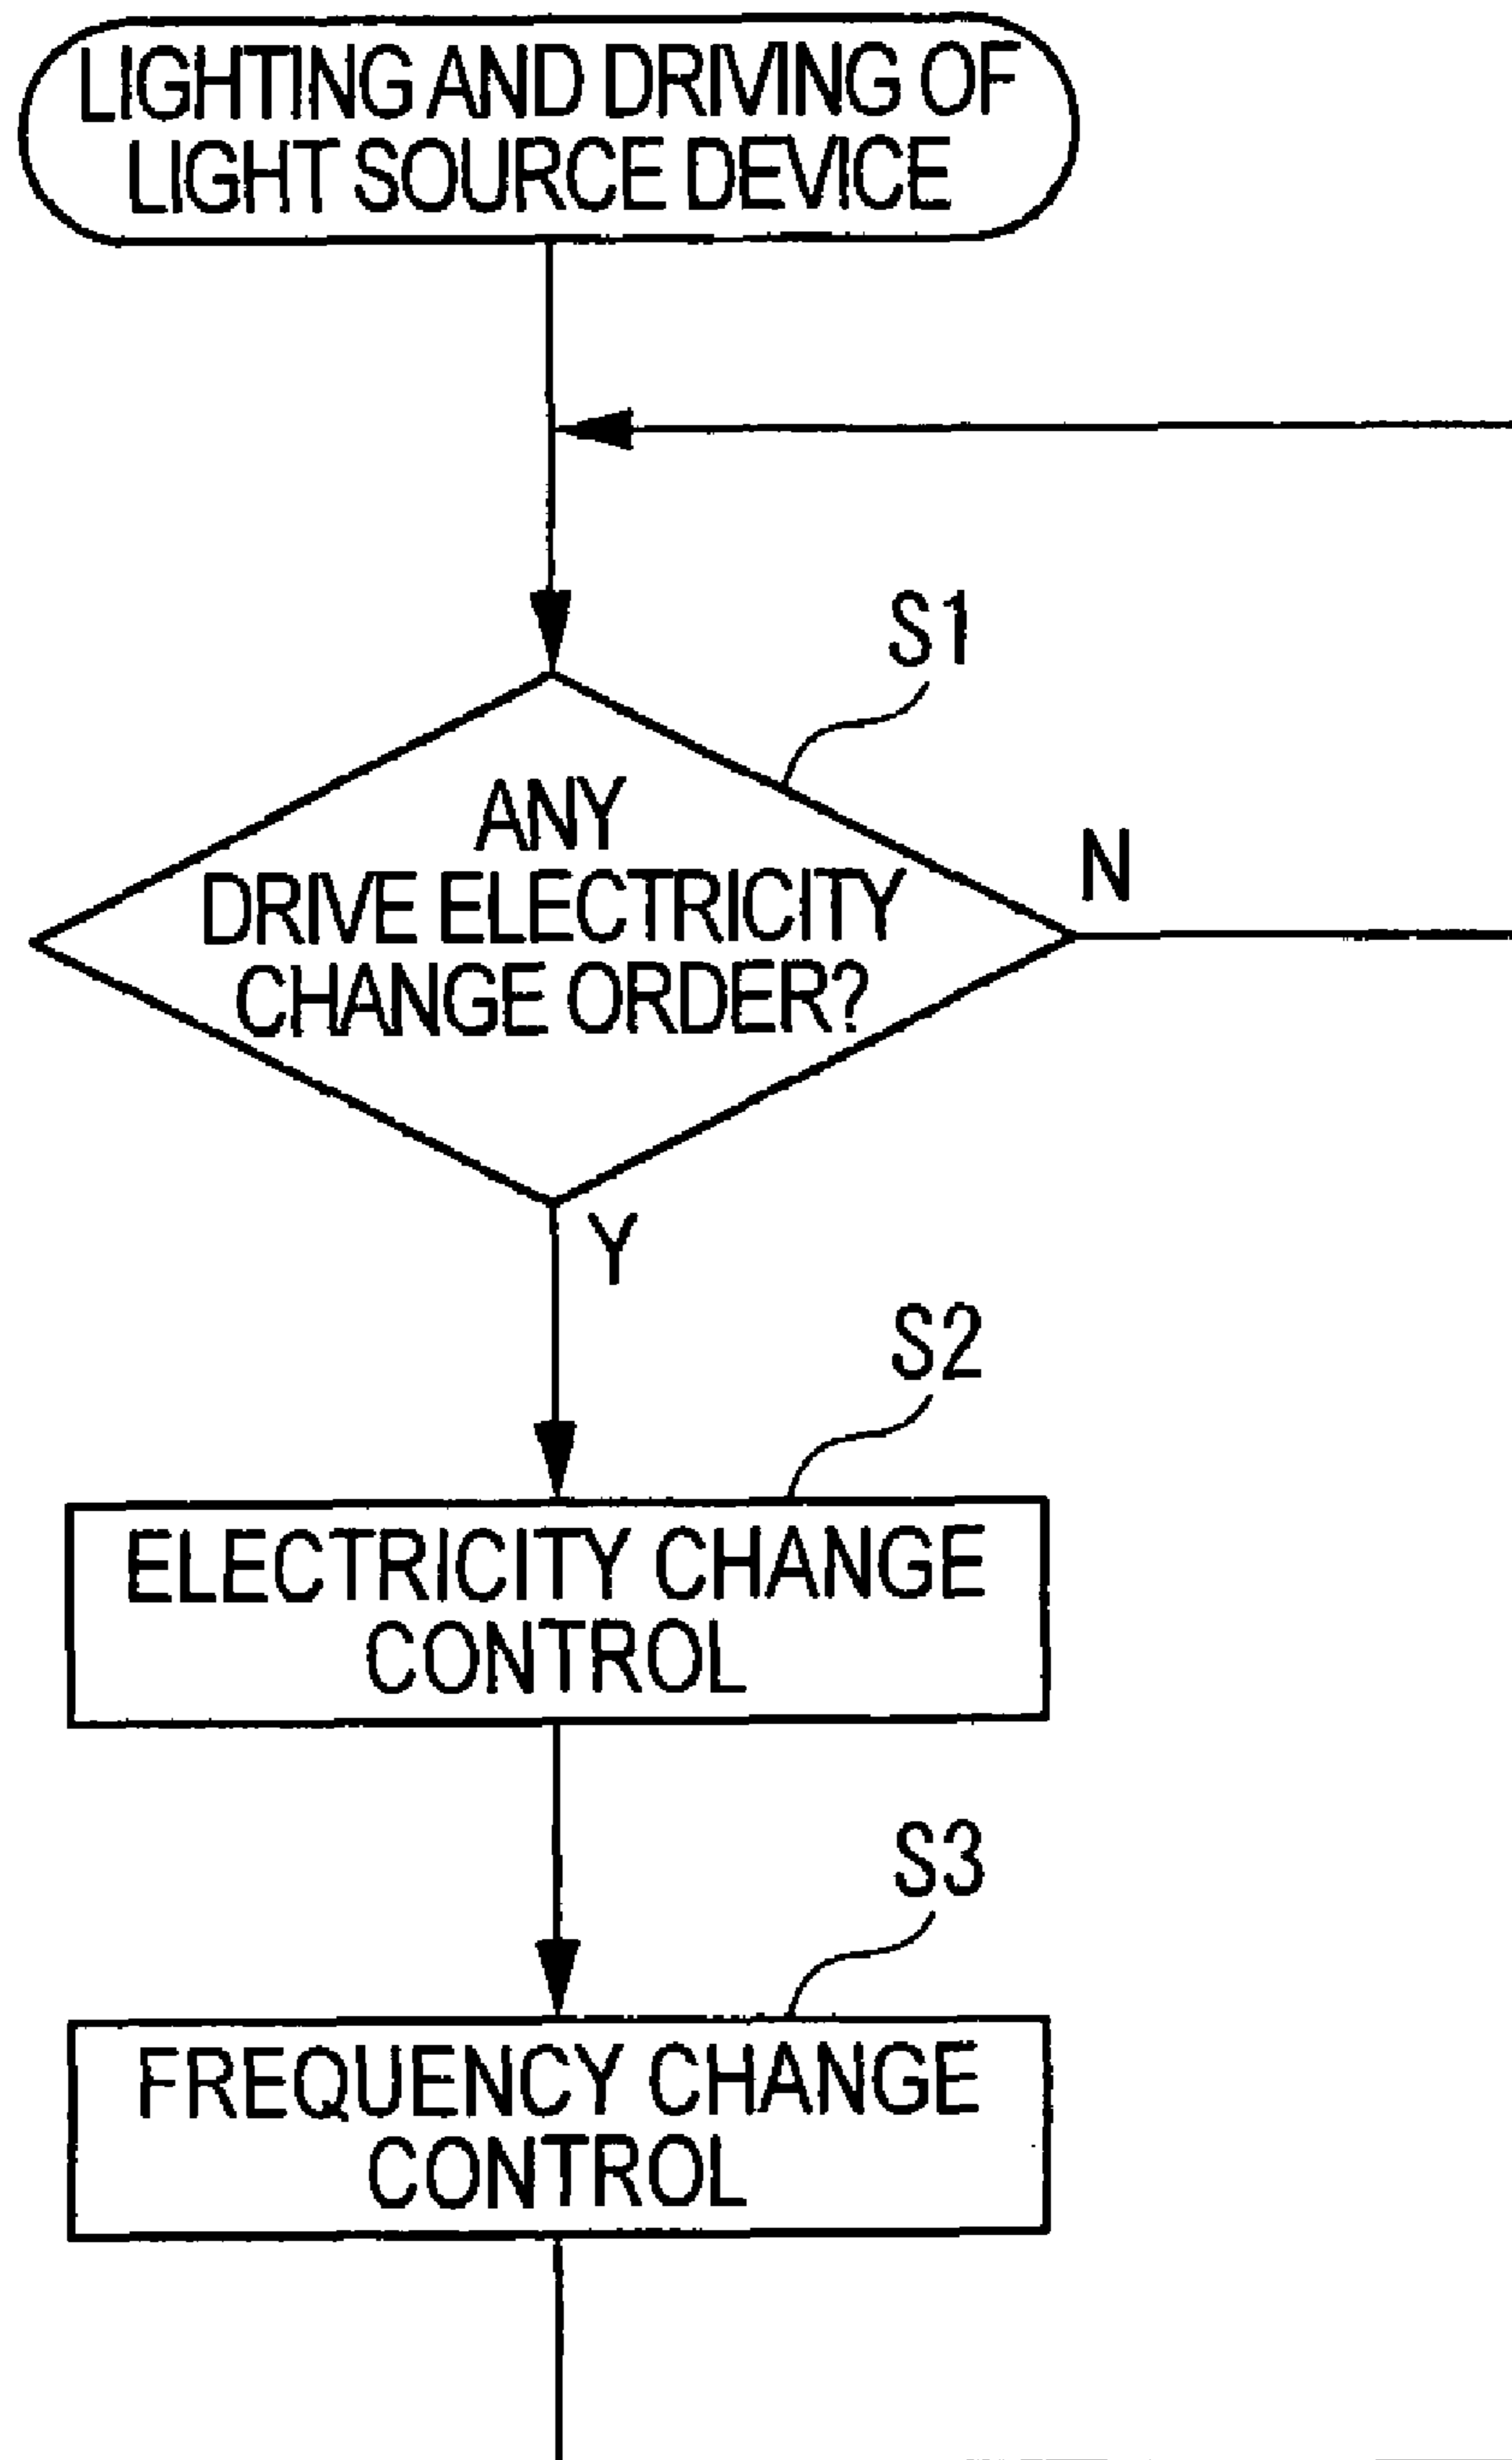 LIGHTING AND DRIVING OF
LIGHT SOURCE DEVICE
S1
ANY
DRIVE ELECTRICITY
CHANGE ORDER?
N
Y
S2
ELECTRICITY CHANGE
CONTROL
S3
FREQUENCY CHANGE
CONTROL